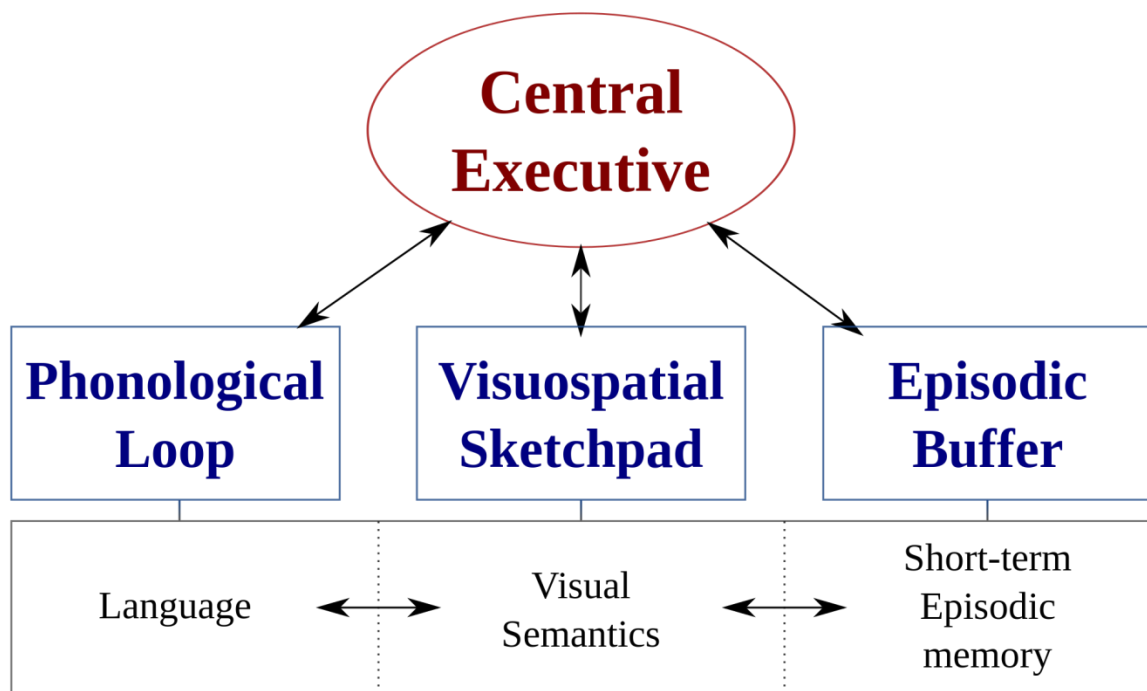 Central
Executive
Phonological
Loop
Visuospatial
Sketchpad
Episodic
Buffer
Language
Visual
Semantics
Short-term
Episodic
memory